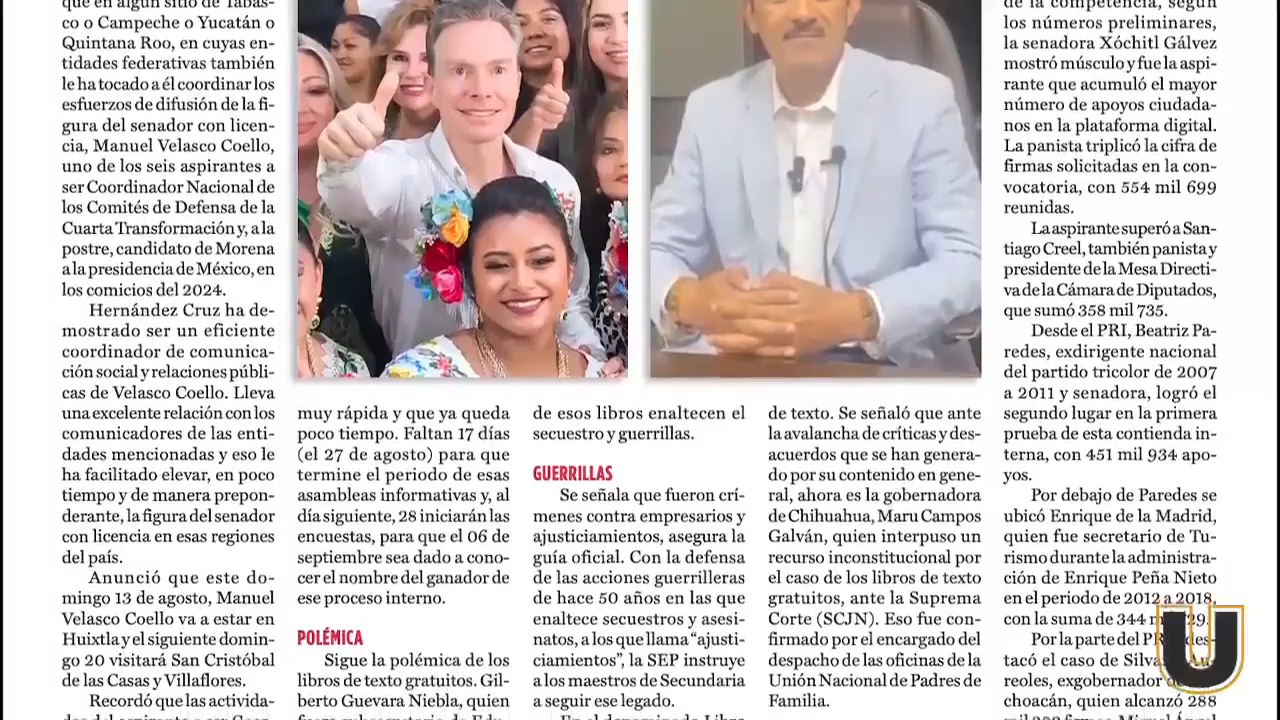 que en algún sitio de Tabas-
co o Campeche o Yucatán o
Quintana Roo, en cuyas en-
tidades federativas también
le ha tocado a él coordinar los
esfuerzos de difusión de la fi-
gura del senador con licen-
cia, Manuel Velasco Coello,
uno de los seis aspirantes a
ser Coordinador Nacional de
los Comités de Defensa de la
Cuarta Transformación y, a la
postre, candidato de Morena
a la presidencia de México, en
los comicios del 2024.
Hernández Cruz ha de-
mostrado ser un eficiente
coordinador de comunica-
ción social y relaciones públi-
cas de Velasco Coello. Lleva
una excelente relación con los
comunicadores de las enti-
dades mencionadas y eso le
ha facilitado elevar, en poco
tiempo y de manera prepon-
derante, la figura del senador
con licencia en esas regiones
del país.
Anunció que este do-
mingo 13 de agosto, Manuel
Velasco Coello va a estar en
Huixtla y el siguiente domin-
go 20 visitará San Cristóbal
de las Casas y Villaflores.
Recordó que las activida-
muy rápida y que ya queda
poco tiempo. Faltan 17 días
(el 27 de agosto) para que
termine el periodo de esas
asambleas informativas y, al
día siguiente, 28 iniciarán las
encuestas, para que el 06 de
septiembre sea dado a cono-
cer el nombre del ganador de
ese proceso interno.
POLÉMICA
Sigue la polémica de los
libros de texto gratuitos. Gil-
berto Guevara Niebla, quien
de esos libros enaltecen el
secuestro y guerrillas.
GUERRILLAS
Se señala que fueron crí-
menes contra empresarios y
ajusticiamientos, asegura la
guía oficial. Con la defensa
de las acciones guerrilleras
de hace 50 años en las que
enaltece secuestros y asesi-
natos, a los que llama “ajusti-
ciamientos”, la SEP instruye
a los maestros de Secundaria
a seguir ese legado.
de texto. Se señaló que ante
la avalancha de críticas y des-
acuerdos que se han genera-
do por su contenido en gene-
ral, ahora es la gobernadora
de Chihuahua, Maru Campos
Galván, quien interpuso un
recurso inconstitucional por
el caso de los libros de texto
gratuitos, ante la Suprema
Corte (SCJN). Eso fue con-
firmado por el encargado del
despacho de las oficinas de la
Unión Nacional de Padres de
Familia.
de la competencia, según
los números preliminares,
la senadora Xóchitl Gálvez
mostró músculo y fue la aspi-
rante que acumuló el mayor
número de apoyos ciudada-
nos en la plataforma digital.
La panista triplicó la cifra de
firmas solicitadas en la con-
vocatoria, con 554 mil 699
reunidas.
La aspirante superó a San-
tiago Creel, también panista y
presidente de la Mesa Directi-
va de la Cámara de Diputados,
que sumó 358 mil 735.
Desde el PRI, Beatriz Pa-
redes, exdirigente nacional
del partido tricolor de 2007
a 2011 y senadora, logró el
segundo lugar en la primera
prueba de esta contienda in-
terna, con 451 mil 934 apo-
yos.
Por debajo de Paredes se
ubicó Enrique de la Madrid,
quien fue secretario de Tu-
rismo durante la administra-
ción de Enrique Peña Nieto
en el periodo de 2012 a 2018,
con la suma de 344
Por la parte del
tacó el caso de
reoles, exgobernador
choacán, quien alcanzó 288
U